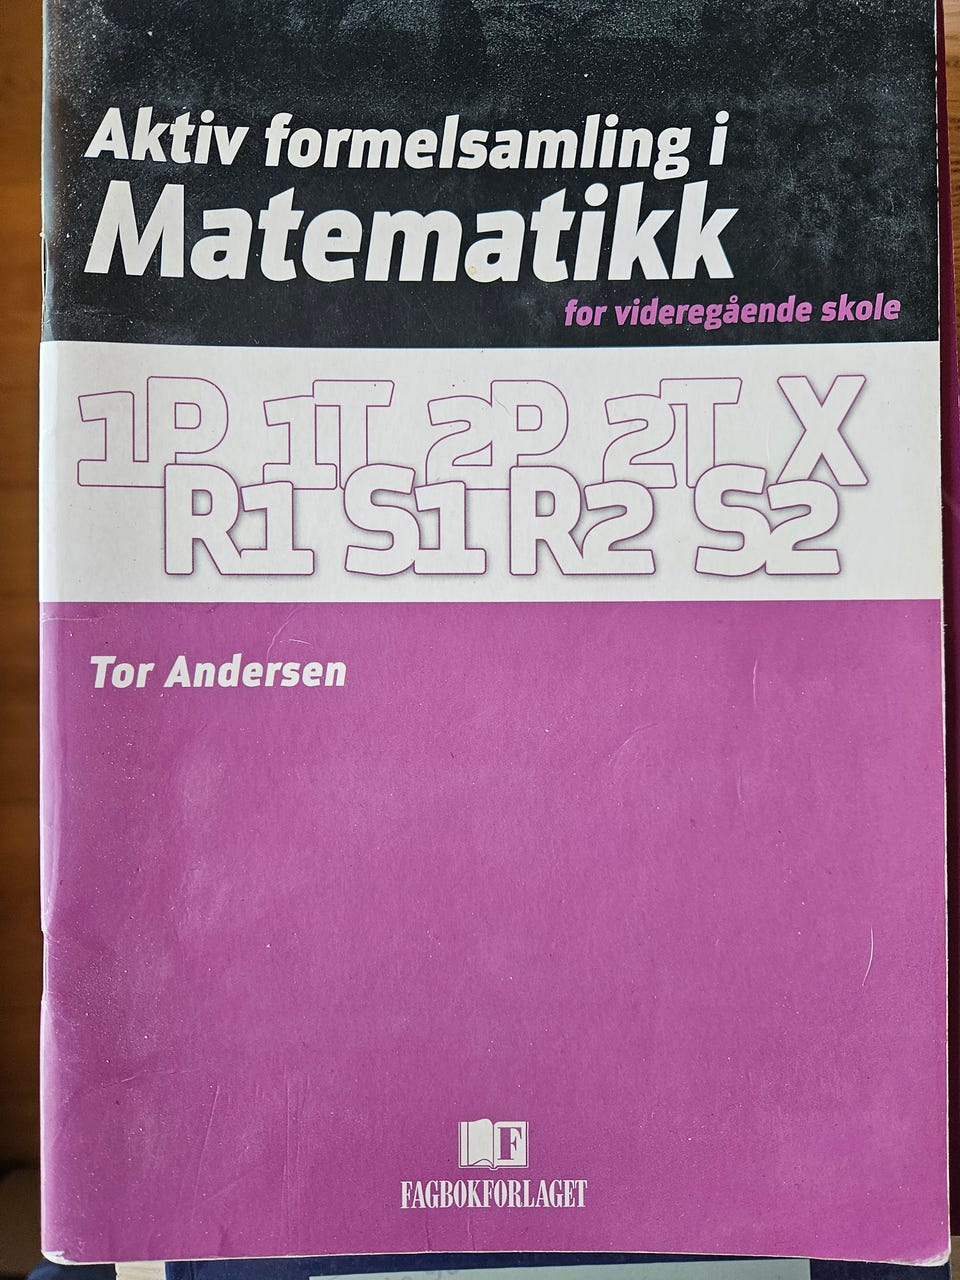 Aktiv formelsamling i
Matematikk
for videregående skole
1P 1T 2P 2T X
R1 S1 R2 S2
Tor Andersen
F
FAGBOKFORLAGET